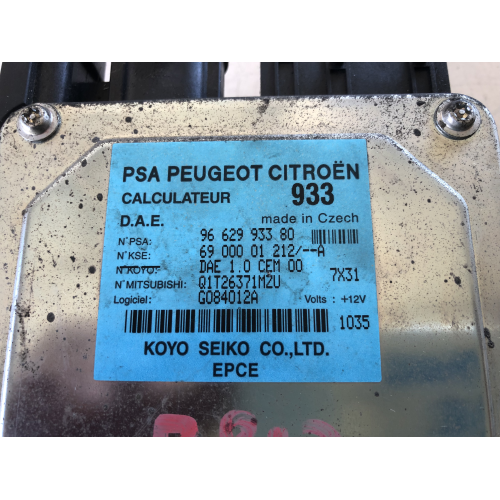 PSA PEUGEOT CITROËN
CALCULATEUR 933
D.A.E. made in Czech
N°PSA: 96 629 933 80
N°KSE: 69 000 01 212/--A
N°KOYO: DAE 1.0 CEM 00 7X31
N°MITSUBISHI: Q1T26371MZU
Logiciel: G084012A Volts : +12V
1035
KOYO SEIKO CO.,LTD.
EPCE